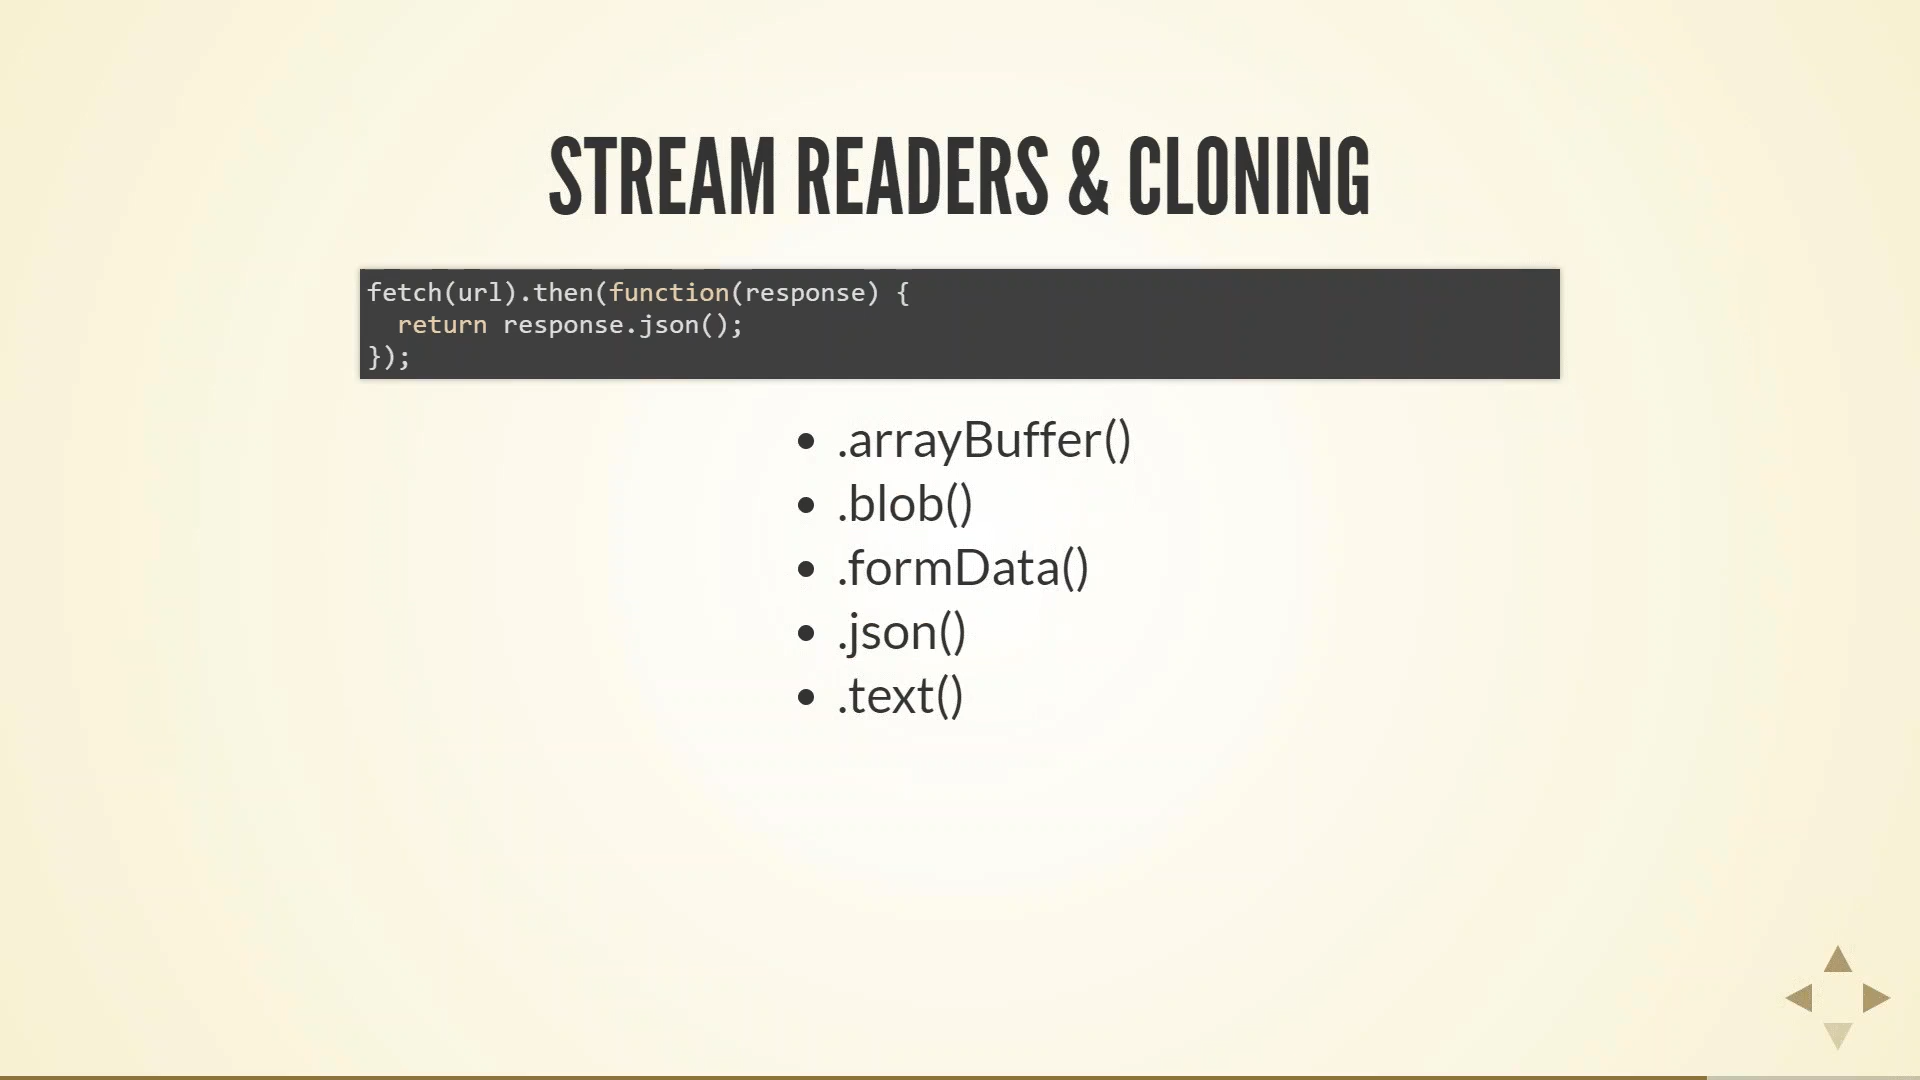 STREAM READERS & CLONING
fetch(url).then(function(response) {
  return response.json();
});
• .arrayBuffer()
• .blob()
• .formData()
• .json()
• .text()